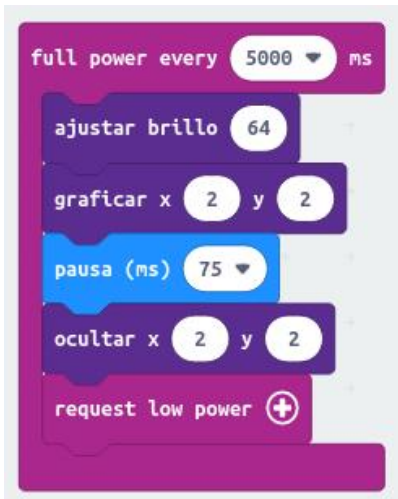 full power every 5000 ms
ajustar brillo 64
graficar x 2 y 2
pausa (ms) 75
ocultar x 2 y 2
request low power